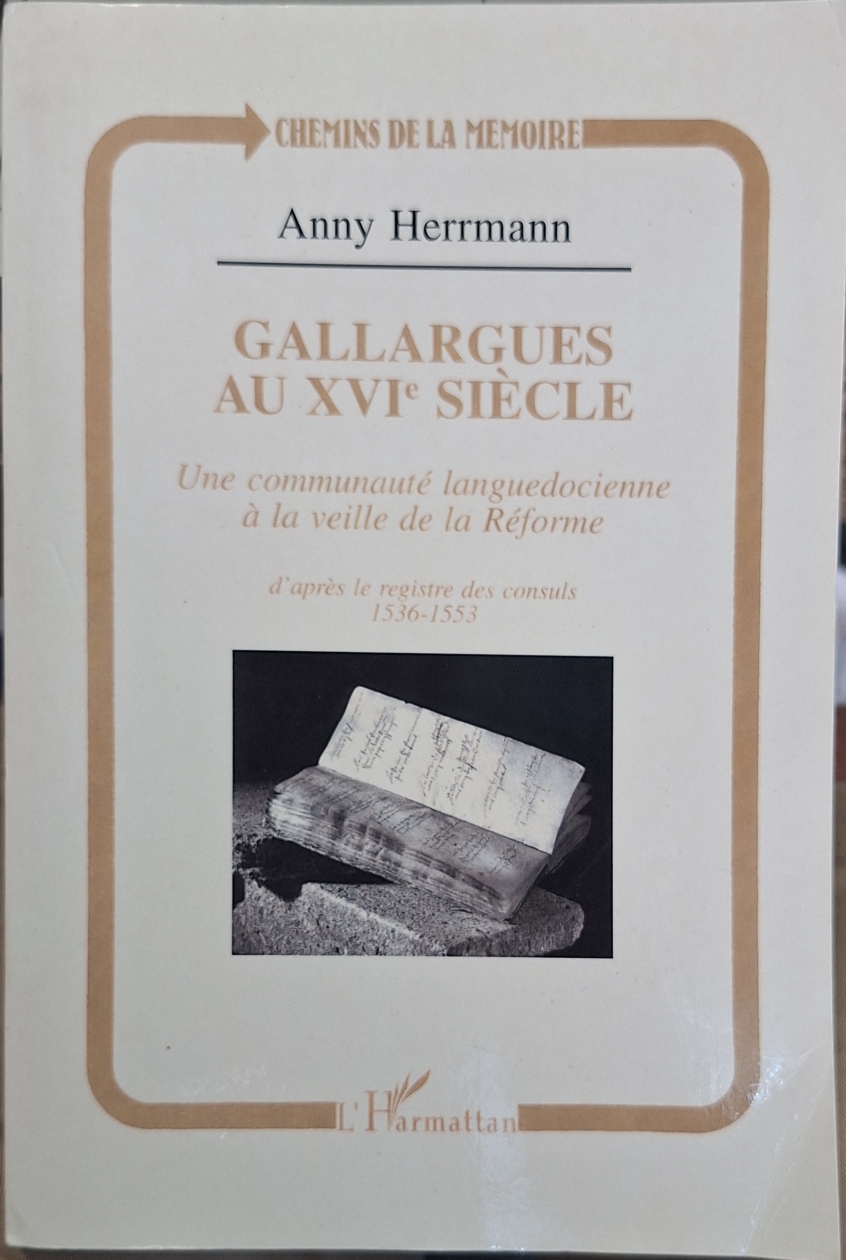 CHEMINS DE LA MEMOIRE
Anny Herrmann
GALLARGUES
AU XVIe SIÈCLE
Une communauté languedocienne
à la veille de la Réforme
d'après le registre des consuls
1536-1553
L'Harmattan